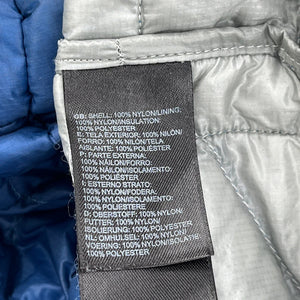 GB: SHELL: 100% NYLON/LINING:
100% NYLON/INSULATION:
100% POLYESTER
E: TELA EXTERIOR: 100% NILÓN/
FORRO: 100% NILÓN/TELA
AISLANTE: 100% POLIÉSTER
P: PARTE EXTERNA:
100% NÁILON/FORRO: 100%
NÁILON/ISOLAMENTO:
100% POLIÉSTER
I: ESTERNO STRATO:
100% NYLON/FODERA:
100% NYLON/ISOLAMENTO:
100% POLIESTERE
D: OBERSTOFF: 100% NYLON/
FUTTER: 100% NYLON/
ISOLIERUNG: 100% POLYESTER
NL: OMHULSEL: 100% NYLON/
VOERING: 100% NYLON/ISOLATIE:
100% POLYESTER